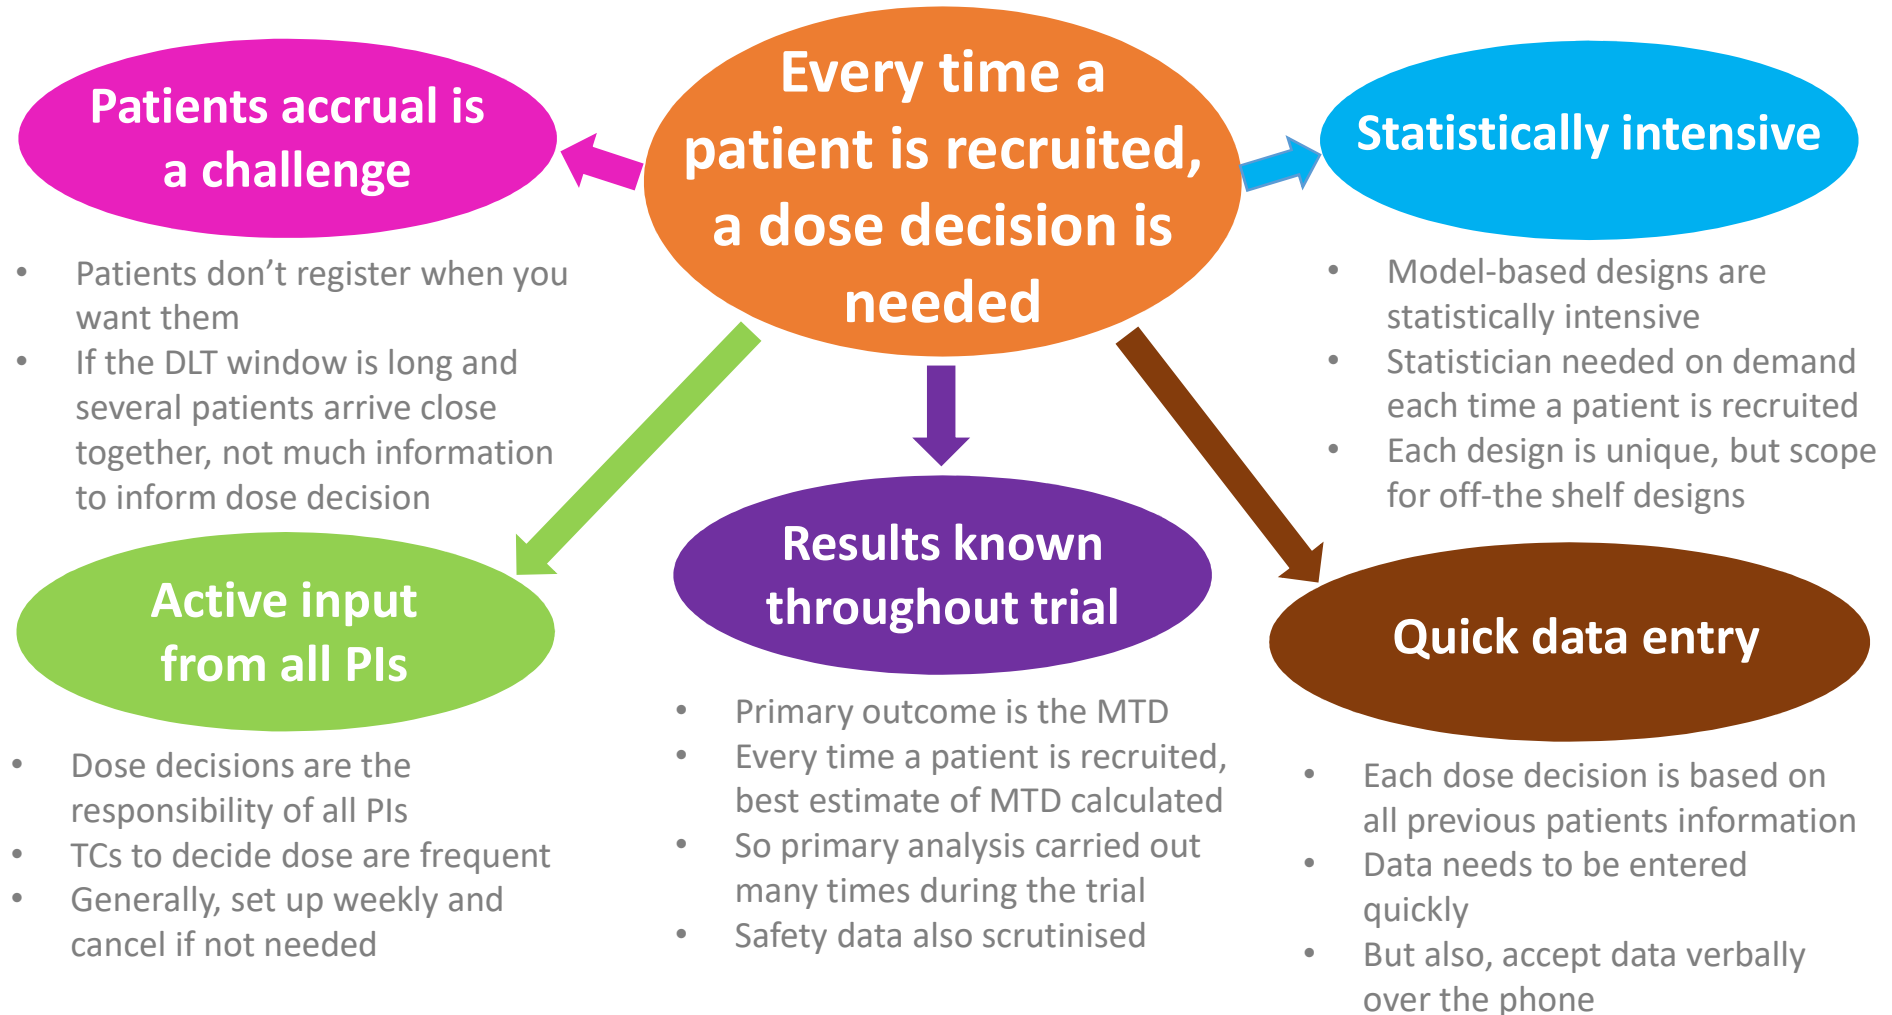 Every time a
patient is recruited,
a dose decision is
needed
Patients accrual is
a challenge
• Patients don’t register when you
want them
• If the DLT window is long and
several patients arrive close
together, not much information
to inform dose decision
Statistically intensive
• Model-based designs are
statistically intensive
• Statistician needed on demand
each time a patient is recruited
• Each design is unique, but scope
for off-the shelf designs
Active input
from all PIs
• Dose decisions are the
responsibility of all PIs
• TCs to decide dose are frequent
• Generally, set up weekly and
cancel if not needed
Results known
throughout trial
• Primary outcome is the MTD
• Every time a patient is recruited,
best estimate of MTD calculated
• So primary analysis carried out
many times during the trial
• Safety data also scrutinised
Quick data entry
• Each dose decision is based on
all previous patients information
• Data needs to be entered
quickly
• But also, accept data verbally
over the phone